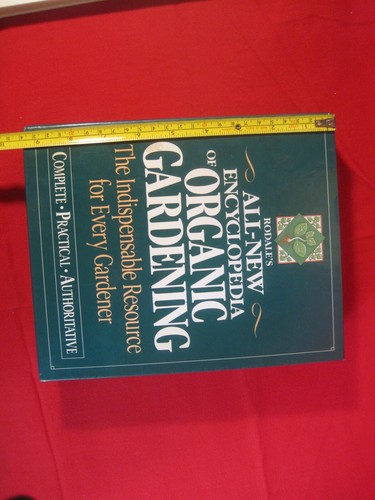 RODALE'S
ALL-NEW
ENCYCLOPEDIA
OF ORGANIC
GARDENING
The Indispensable Resource
for Every Gardener
COMPLETE • PRACTICAL • AUTHORITATIVE